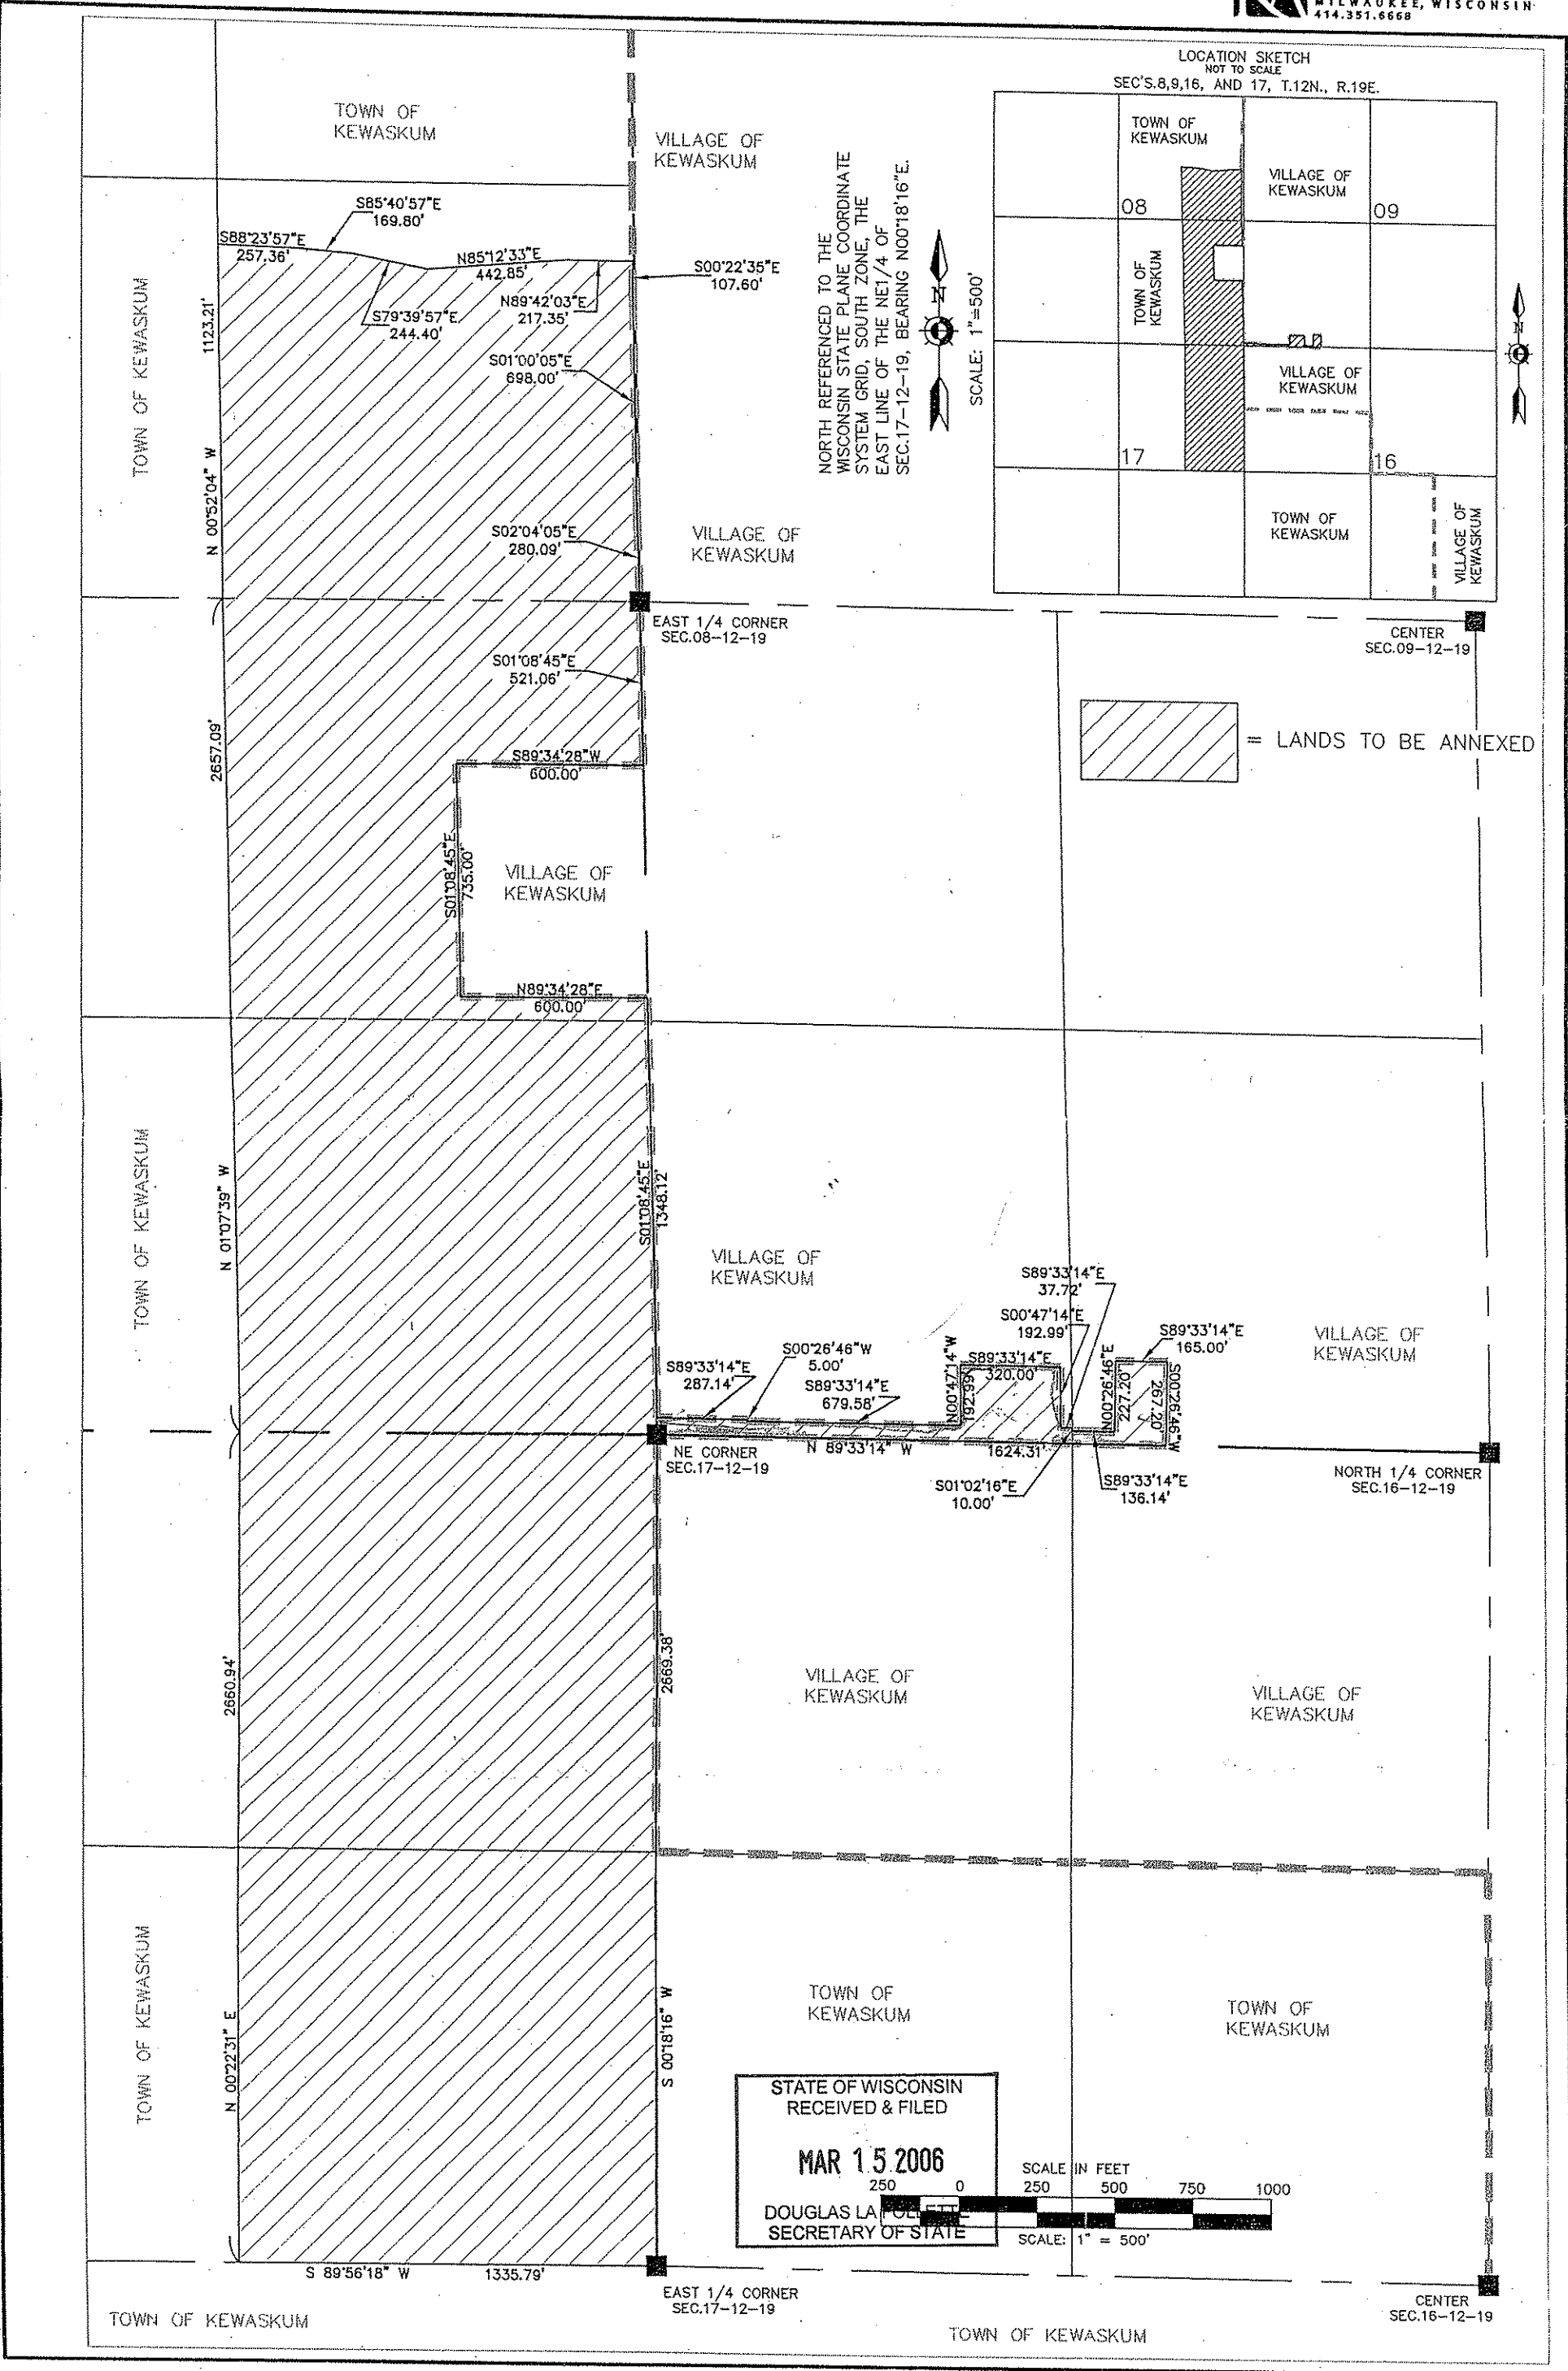 MILWAUKEE, WISCONSIN
414.351.6668
LOCATION SKETCH
NOT TO SCALE
SEC'S.8,9,16, AND 17, T.12N., R.19E.
TOWN OF
KEWASKUM
VILLAGE OF
KEWASKUM
08
09
TOWN OF
KEWASKUM
VILLAGE OF
KEWASKUM
17
16
TOWN OF
KEWASKUM
VILLAGE OF
KEWASKUM
N
TOWN OF
KEWASKUM
VILLAGE OF
KEWASKUM
NORTH REFERENCED TO THE
WISCONSIN STATE PLANE COORDINATE
SYSTEM GRID, SOUTH ZONE, THE
EAST LINE OF THE NE1/4 OF
SEC.17-12-19, BEARING N00°18'16"E.
N
SCALE: 1"=500'
S85°40'57"E
169.80'
S88°23'57"E
257.36'
N85°12'33"E
442.85'
S00°22'35"E
107.60'
N89°42'03"E
217.35'
S79°39'57"E
244.40'
TOWN OF KEWASKUM
1123.21'
N 00°52'04" W
S01°00'05"E
698.00'
S02°04'05"E
280.09'
VILLAGE OF
KEWASKUM
EAST 1/4 CORNER
SEC.08-12-19
CENTER
SEC.09-12-19
S01°08'45"E
521.06'
2657.09'
= LANDS TO BE ANNEXED
S89°34'28"W
600.00'
S01°08'45"E
735.00'
VILLAGE OF
KEWASKUM
N89°34'28"E
600.00'
TOWN OF KEWASKUM
N 01°07'39" W
S01°08'45"E
1348.12'
VILLAGE OF
KEWASKUM
S89°33'14"E
37.72'
S00°47'14"E
192.99'
S89°33'14"E
165.00'
VILLAGE OF
KEWASKUM
S89°33'14"E
287.14'
S00°26'46"W
5.00'
S89°33'14"E
679.58'
N00°47'14"W
192.99'
S89°33'14"E
320.00'
N00°26'46"E
227.20'
267.20'
S00°26'46"W
NE CORNER
SEC.17-12-19
N 89°33'14" W
1624.31'
S01°02'16"E
10.00'
S89°33'14"E
136.14'
NORTH 1/4 CORNER
SEC.16-12-19
2660.94'
2669.38'
VILLAGE OF
KEWASKUM
VILLAGE OF
KEWASKUM
TOWN OF KEWASKUM
N 00°22'31" E
S 00°18'16" W
TOWN OF
KEWASKUM
TOWN OF
KEWASKUM
STATE OF WISCONSIN
RECEIVED & FILED
MAR 15 2006
DOUGLAS LA FOLLETTE
SECRETARY OF STATE
SCALE IN FEET
250 0 250 500 750 1000
SCALE: 1" = 500'
S 89°56'18" W 1335.79'
EAST 1/4 CORNER
SEC.17-12-19
CENTER
SEC.16-12-19
TOWN OF KEWASKUM
TOWN OF KEWASKUM